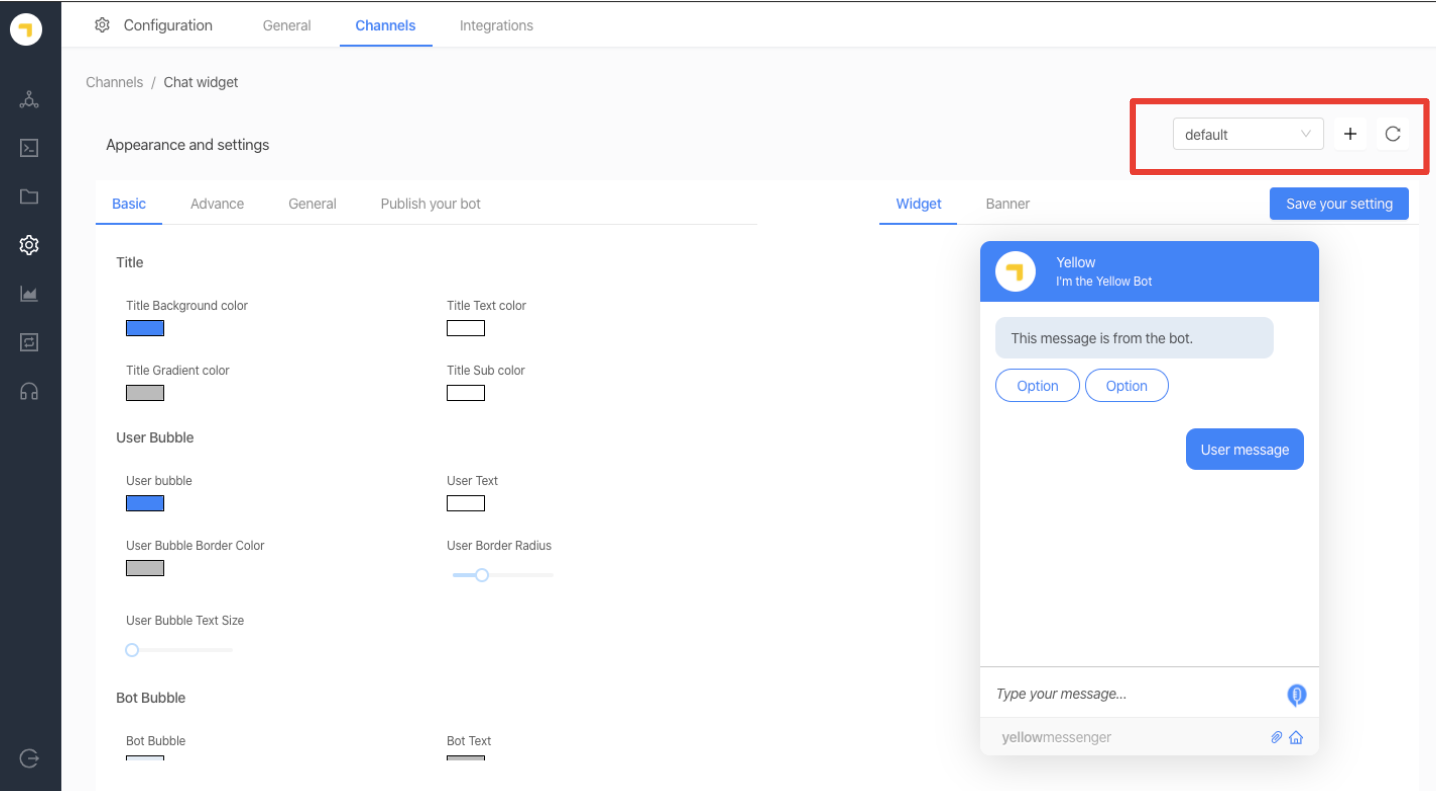 Configuration General Channels Integrations
Channels / Chat widget
Appearance and settings
default
Basic Advance General Publish your bot
Widget Banner Save your setting
Title
Title Background color Title Text color
Title Gradient color Title Sub color
User Bubble
User bubble User Text
User Bubble Border Color User Border Radius
User Bubble Text Size
Bot Bubble
Bot Bubble Bot Text
Yellow
I'm the Yellow Bot
This message is from the bot.
Option Option
User message
Type your message...
yellowmessenger